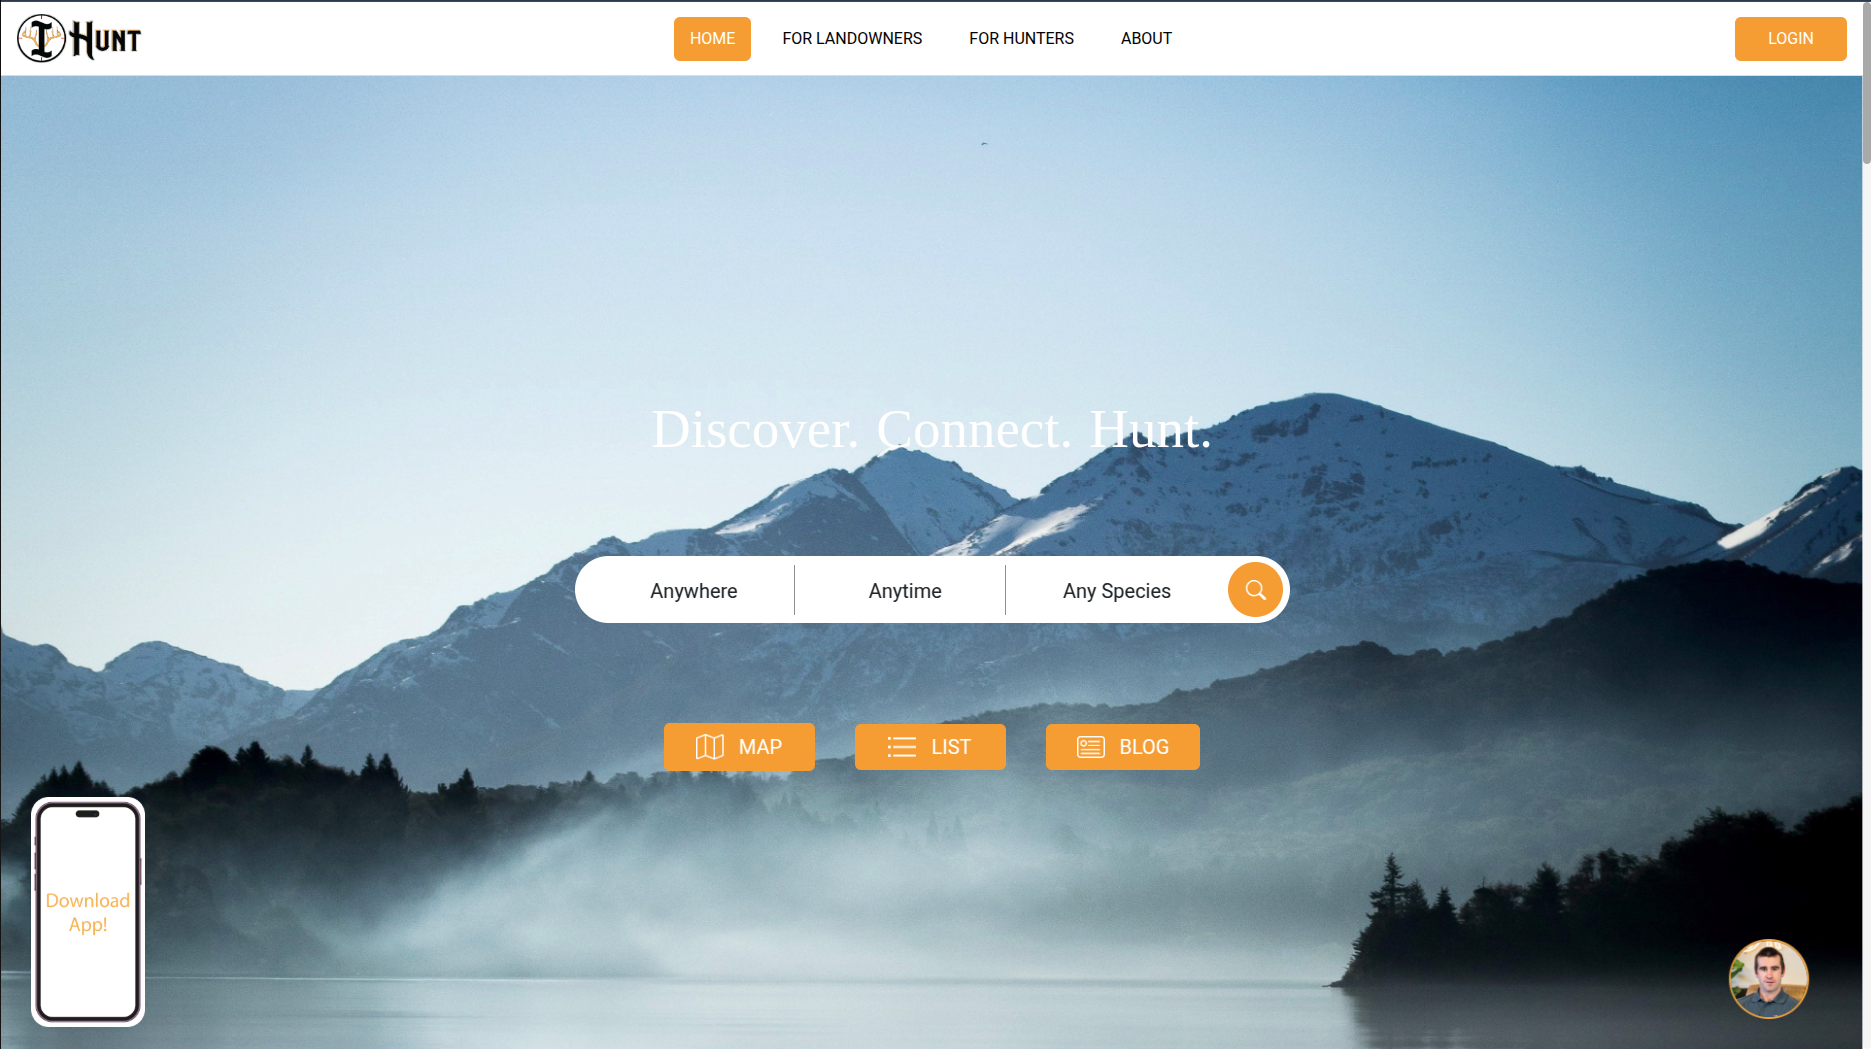 I HUNT
HOME
FOR LANDOWNERS
FOR HUNTERS
ABOUT
LOGIN
Discover. Connect. Hunt.
Anywhere
Anytime
Any Species
MAP
LIST
BLOG
Download
App!